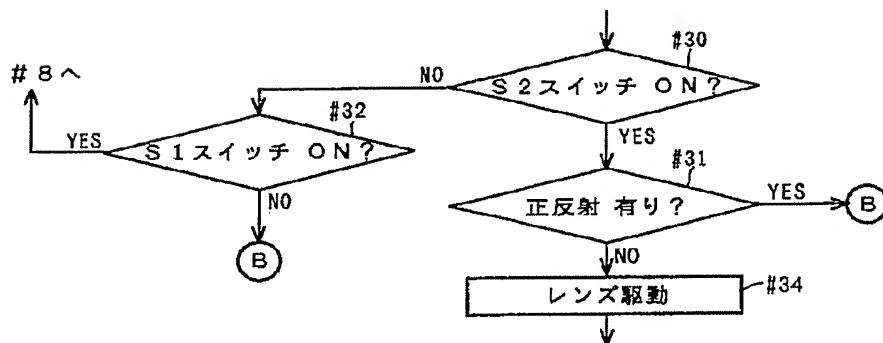 #30
S2スイッチ ON?
NO
YES
#8へ
#32
S1スイッチ ON?
YES
NO
B
#31
正反射 有り?
YES
B
NO
レンズ駆動
#34